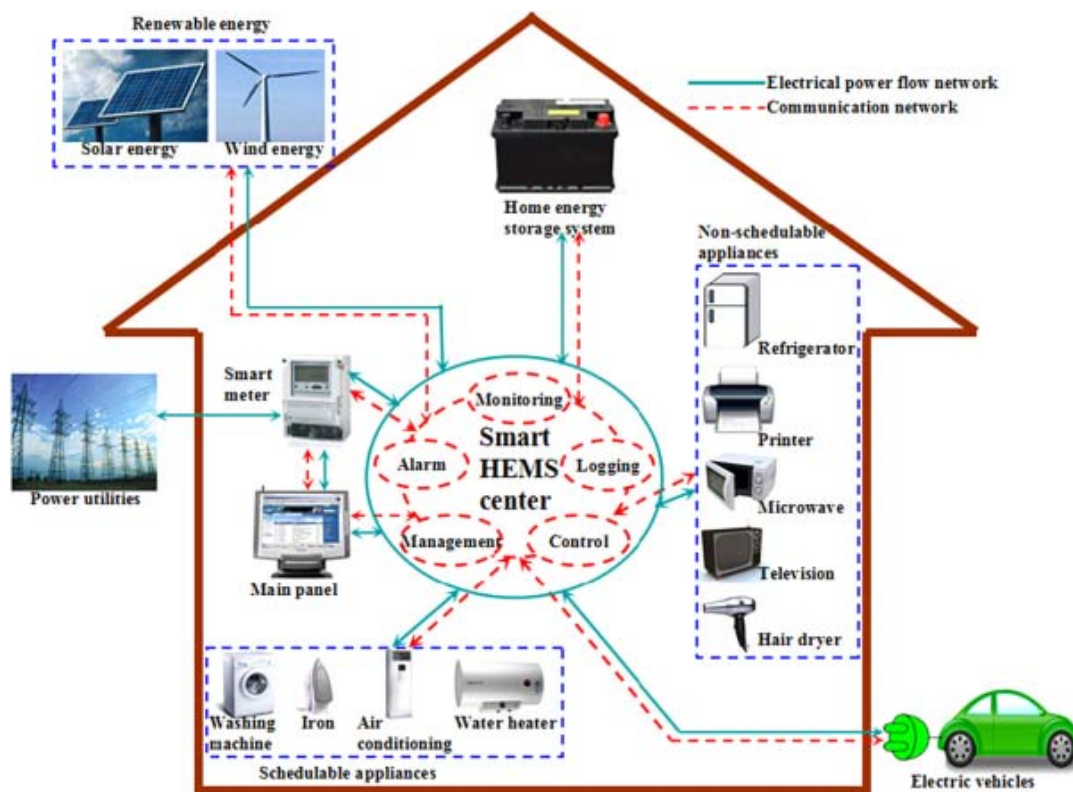 Renewable energy
Solar energy
Wind energy
Electrical power flow network
Communication network
Home energy
storage system
Non-schedulable
appliances
Refrigerator
Printer
Microwave
Television
Hair dryer
Smart
meter
Power utilities
Main panel
Monitoring
Alarm
Smart
HEMS
center
Logging
Management
Control
Washing
machine
Iron
Air
conditioning
Water heater
Schedulable appliances
Electric vehicles